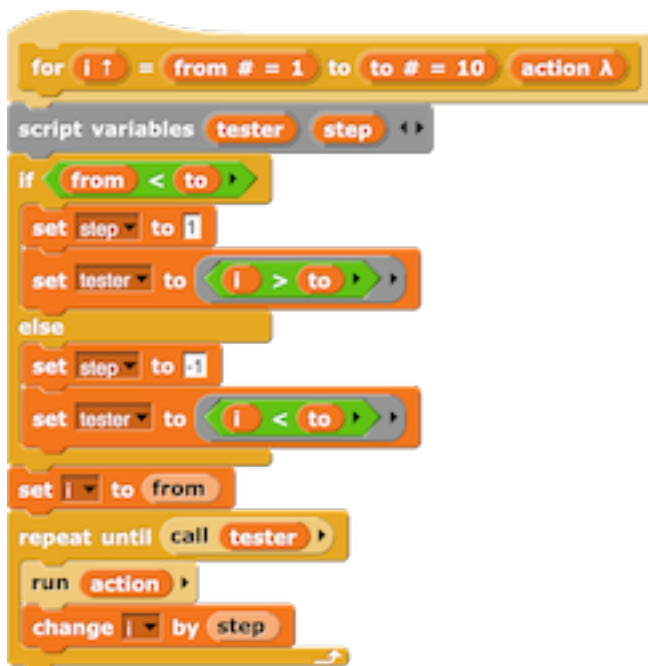 for i ↑ = from # = 1 to to # = 10 action λ
script variables tester step
if from < to
set step to 1
set tester to i > to
else
set step to -1
set tester to i < to
set i to from
repeat until call tester
run action
change i by step